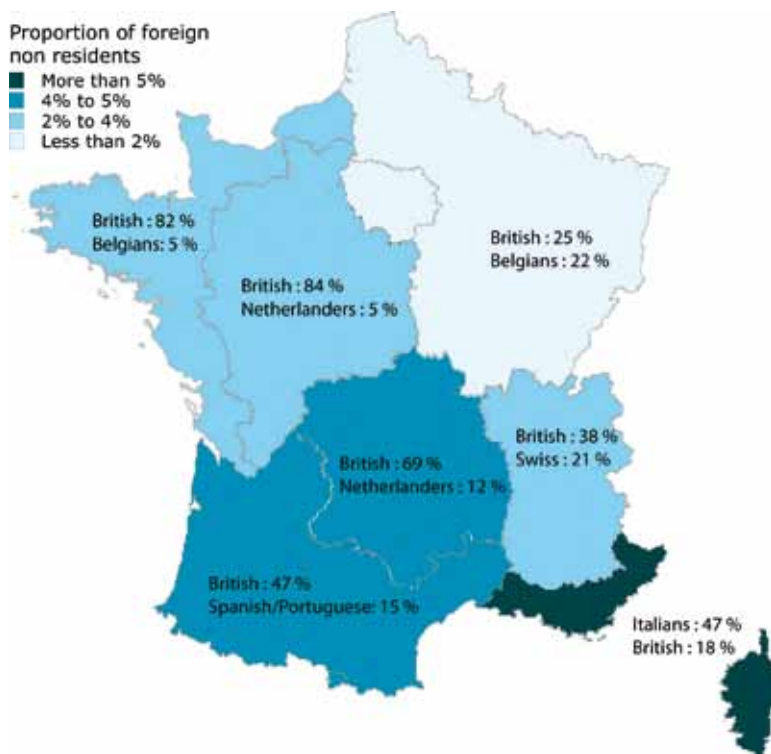 Proportion of foreign
non residents
More than 5%
4% to 5%
2% to 4%
Less than 2%
British : 82 %
Belgians: 5 %
British : 25 %
Belgians : 22 %
British : 84 %
Netherlanders : 5 %
British : 38 %
Swiss : 21 %
British : 69 %
Netherlanders : 12 %
British : 47 %
Spanish/Portuguese: 15 %
Italians : 47 %
British : 18 %